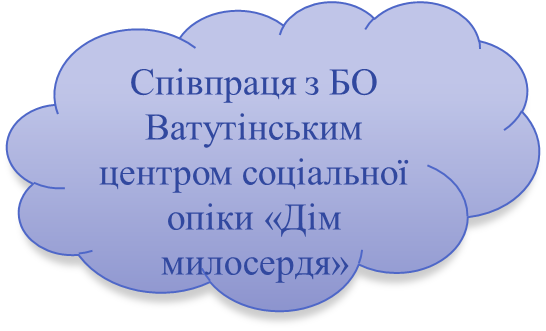 Співпраця з БО
Ватутінським
центром соціальної
опіки «Дім
милосердя»